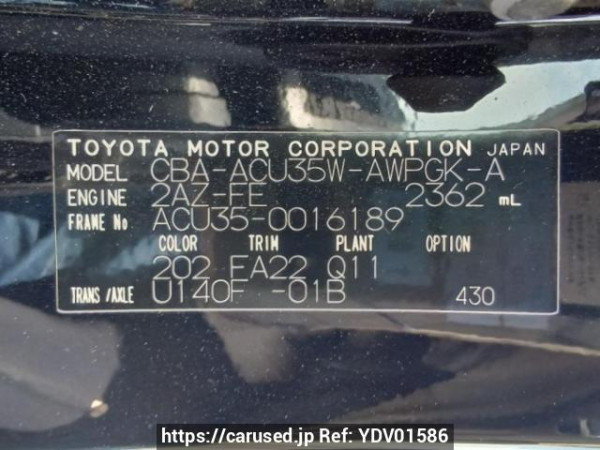 TOYOTA MOTOR CORPORATION JAPAN
MODEL CBA-ACU35W-AWPGK-A
ENGINE 2AZ-FE 2362 mL
FRAME No ACU35-0016189
COLOR TRIM PLANT OPTION
202 FA22 Q11
TRANS/AXLE U140F -01B 430
https://carused.jp Ref: YDV01586